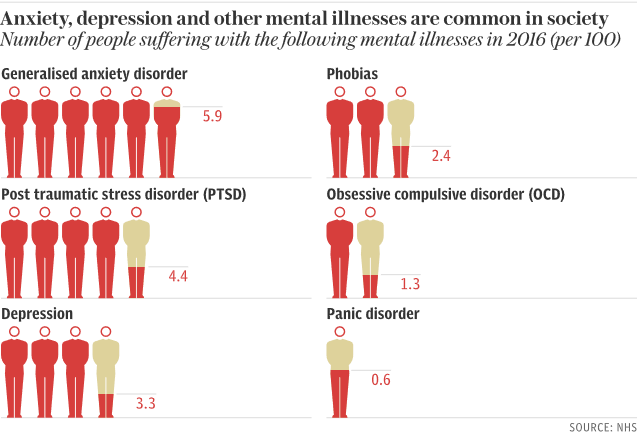 Anxiety, depression and other mental illnesses are common in society
Number of people suffering with the following mental illnesses in 2016 (per 100)
Generalised anxiety disorder
5.9
Phobias
2.4
Post traumatic stress disorder (PTSD)
4.4
Obsessive compulsive disorder (OCD)
1.3
Depression
3.3
Panic disorder
0.6
SOURCE: NHS